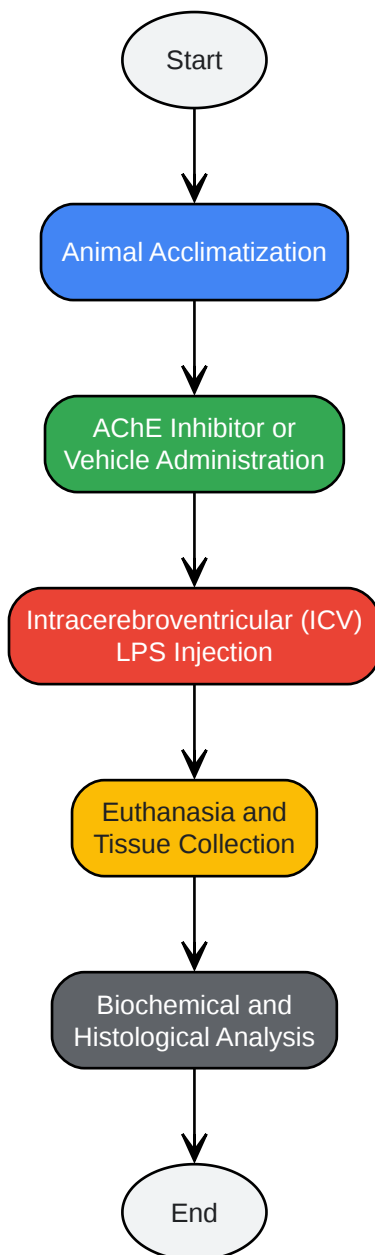 Start
Animal Acclimatization
AChE Inhibitor or
Vehicle Administration
Intracerebroventricular (ICV)
LPS Injection
Euthanasia and
Tissue Collection
Biochemical and
Histological Analysis
End